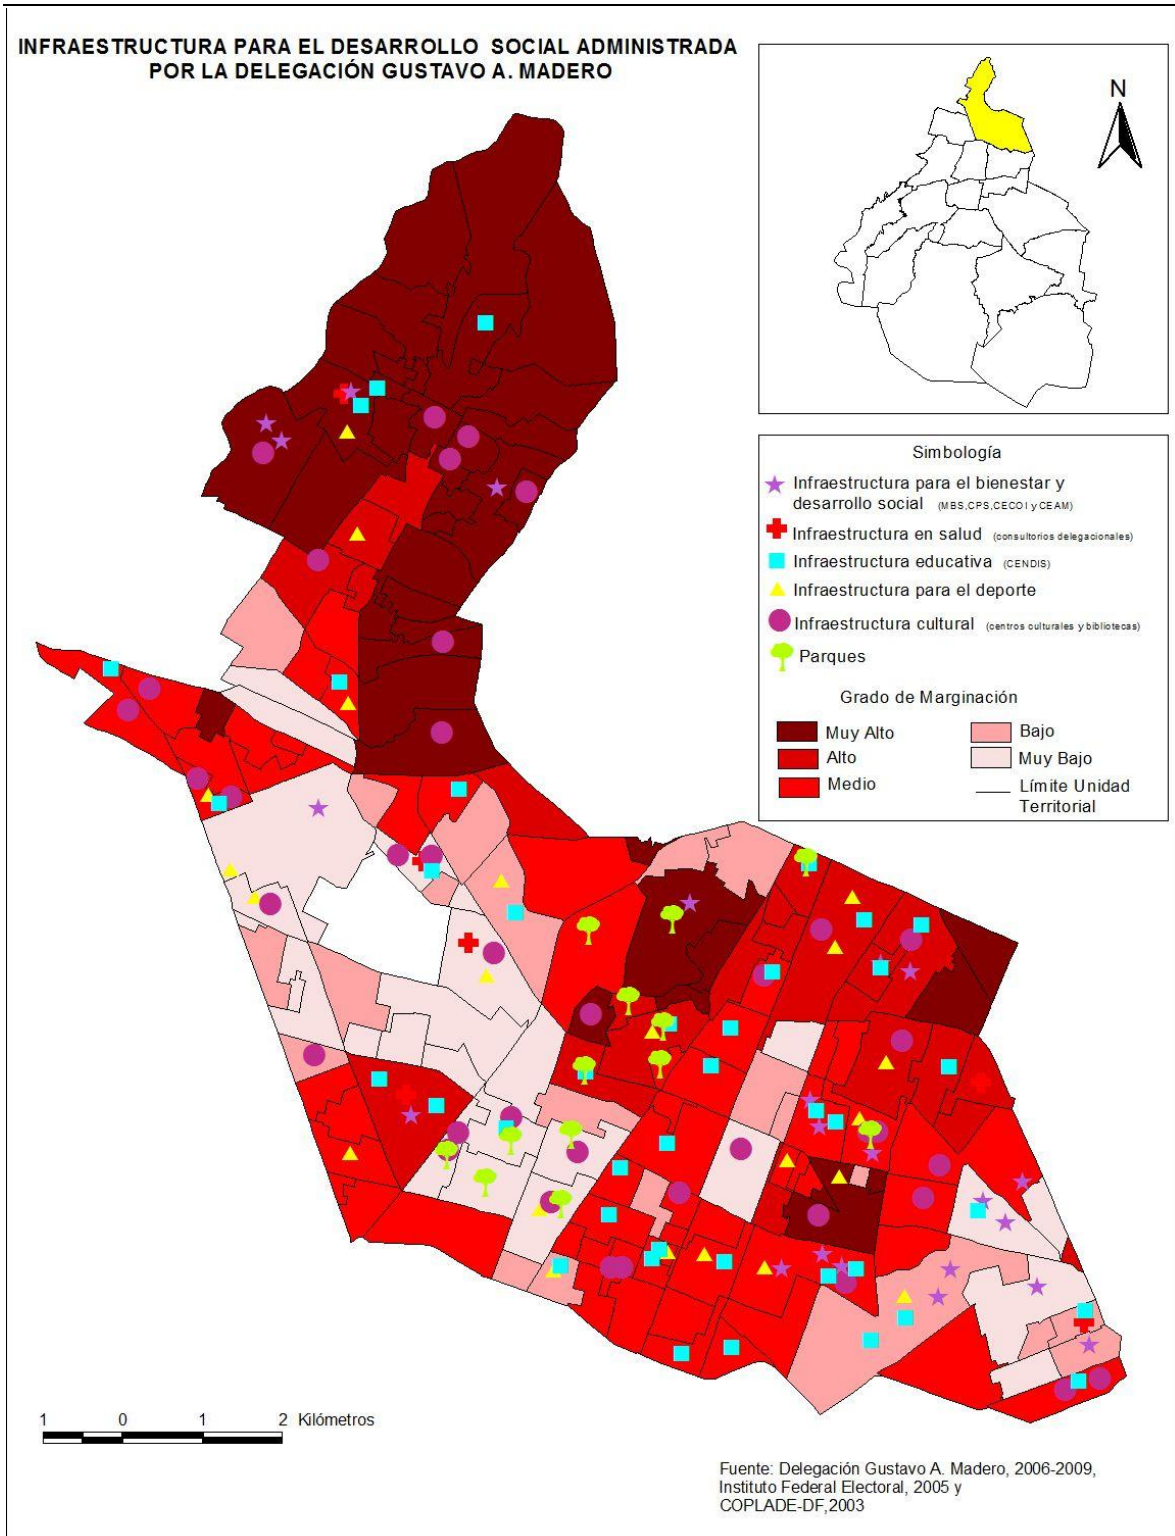 INFRAESTRUCTURA PARA EL DESARROLLO SOCIAL ADMINISTRADA
POR LA DELEGACIÓN GUSTAVO A. MADERO
N
Simbología
Infraestructura para el bienestar y
desarrollo social (MBS,CPS,CECOI y CEAM)
Infraestructura en salud (consultorios delegacionales)
Infraestructura educativa (CENDIS)
Infraestructura para el deporte
Infraestructura cultural (centros culturales y bibliotecas)
Parques
Grado de Marginación
Muy Alto
Bajo
Alto
Muy Bajo
Medio
Límite Unidad
Territorial
1 0 1 2 Kilómetros
Fuente: Delegación Gustavo A. Madero, 2006-2009,
Instituto Federal Electoral, 2005 y
COPLADE-DF,2003